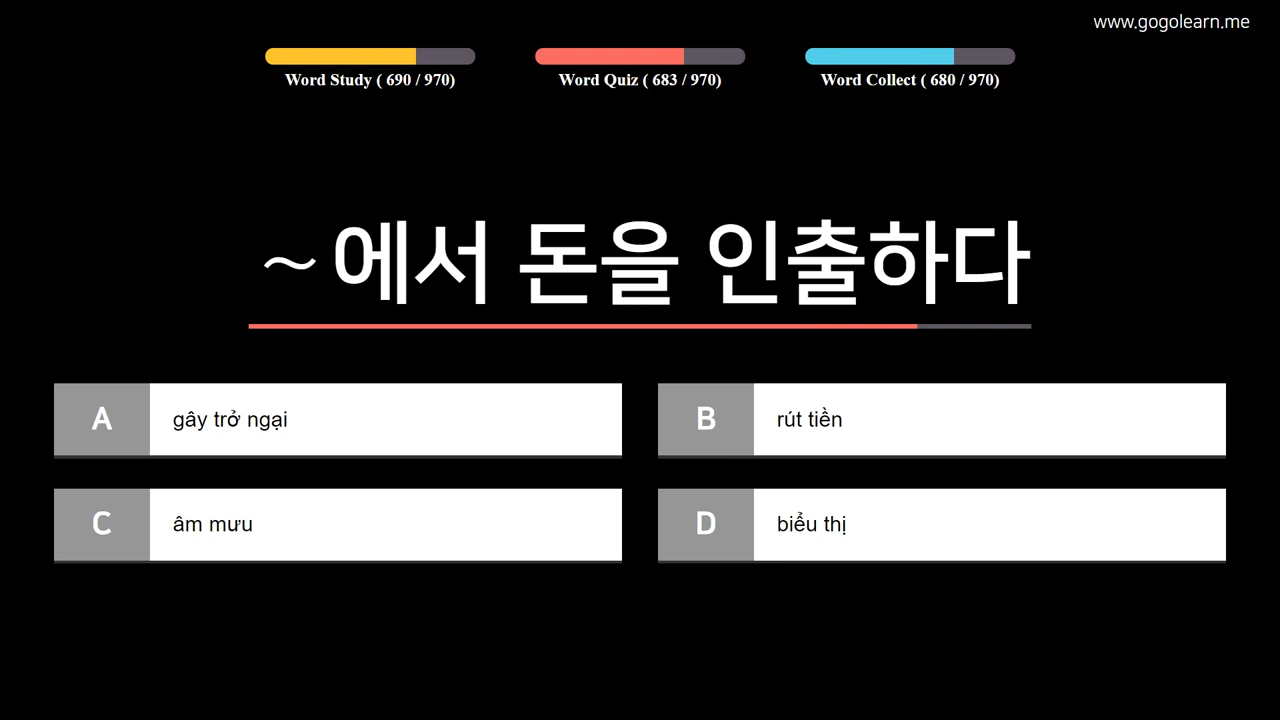 www.gogolearn.me
Word Study ( 690 / 970)
Word Quiz ( 683 / 970)
Word Collect ( 680 / 970)
~에서 돈을 인출하다
A gây trở ngại
B rút tiền
C âm mưu
D biểu thị